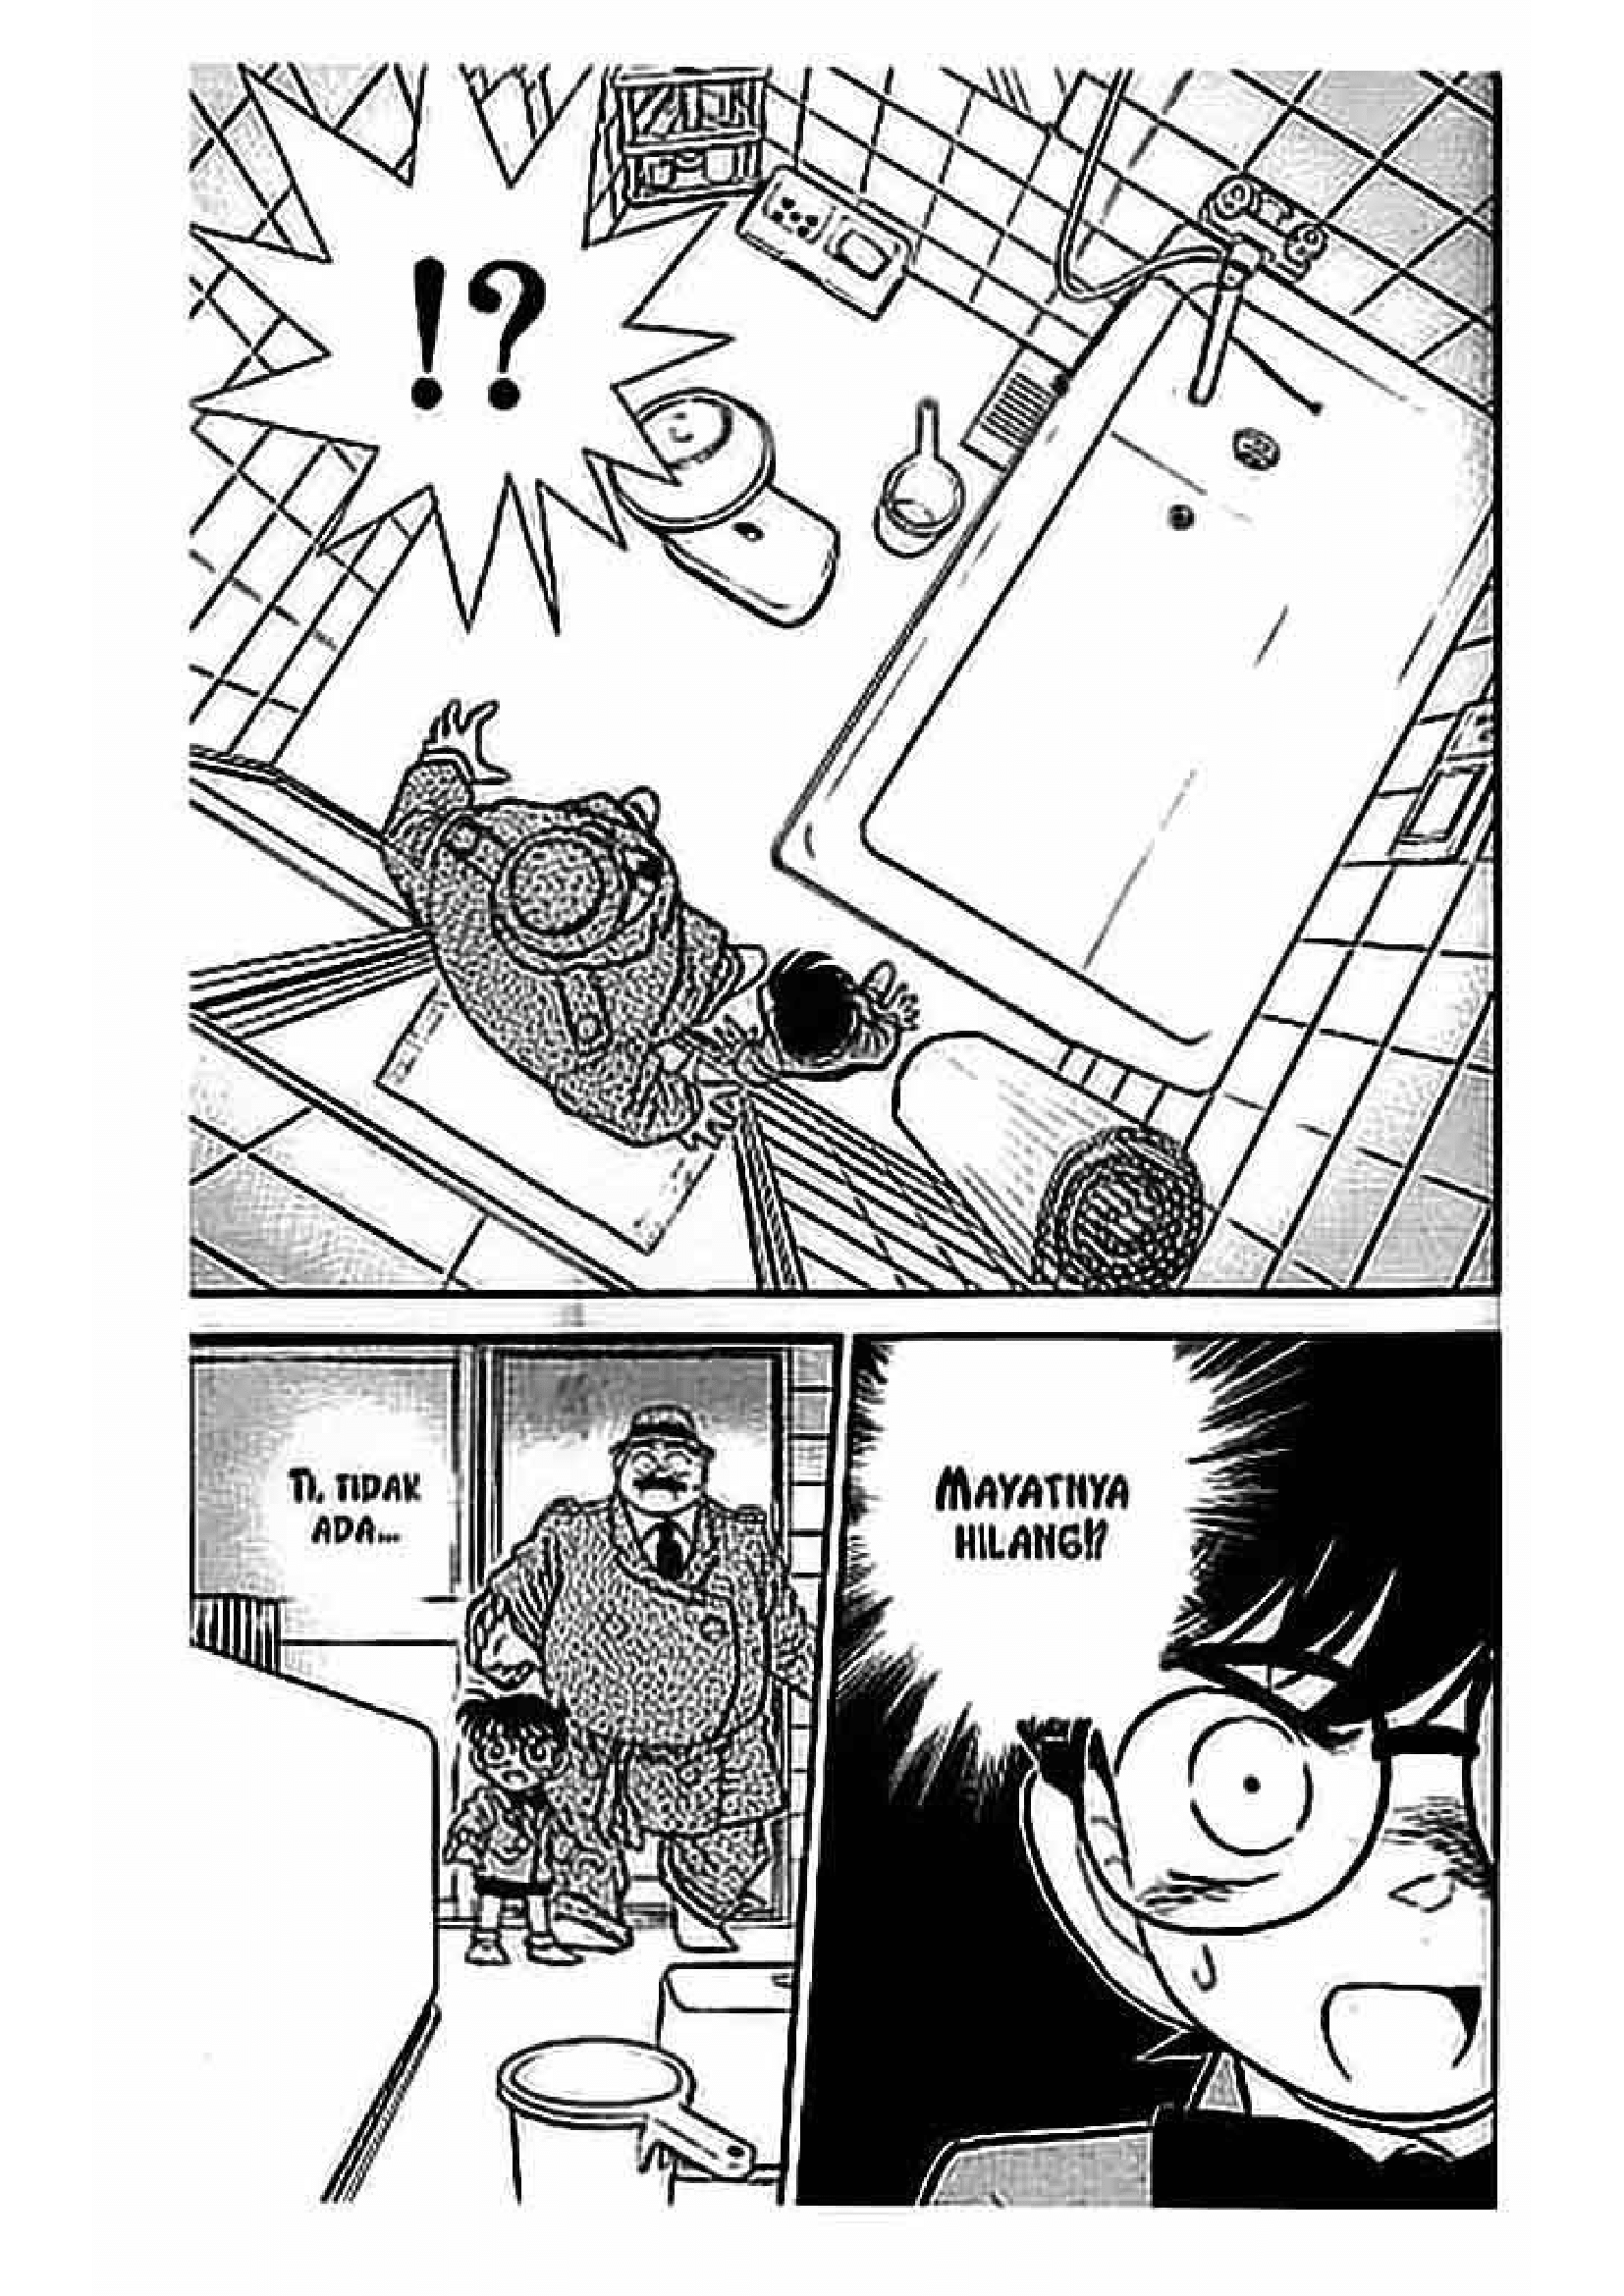 !?
MAYATNYA
HILANG!?
TI, TIDAK
ADA...